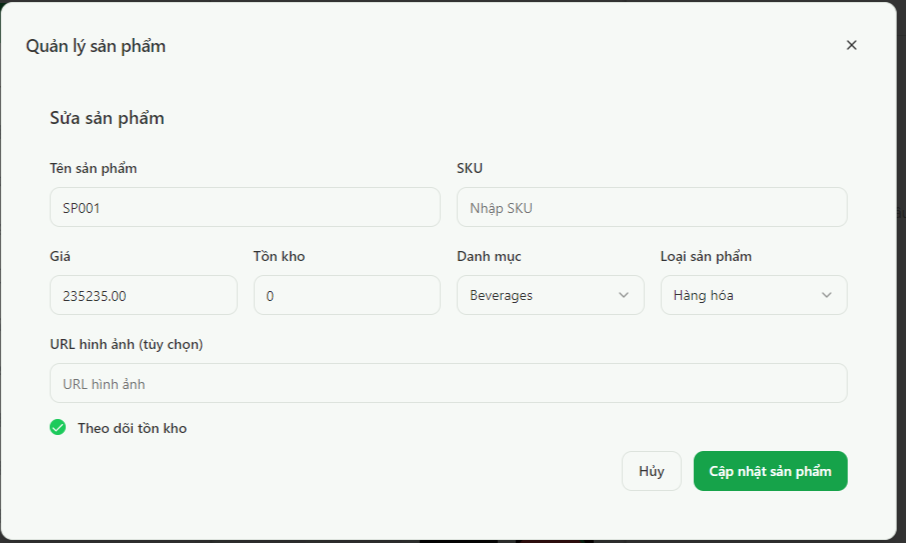 Quản lý sản phẩm
Sửa sản phẩm
Tên sản phẩm
SKU
SP001
Nhập SKU
Giá
Tồn kho
Danh mục
Loại sản phẩm
235235.00
0
Beverages
Hàng hóa
URL hình ảnh (tùy chọn)
URL hình ảnh
Theo dõi tồn kho
Hủy
Cập nhật sản phẩm